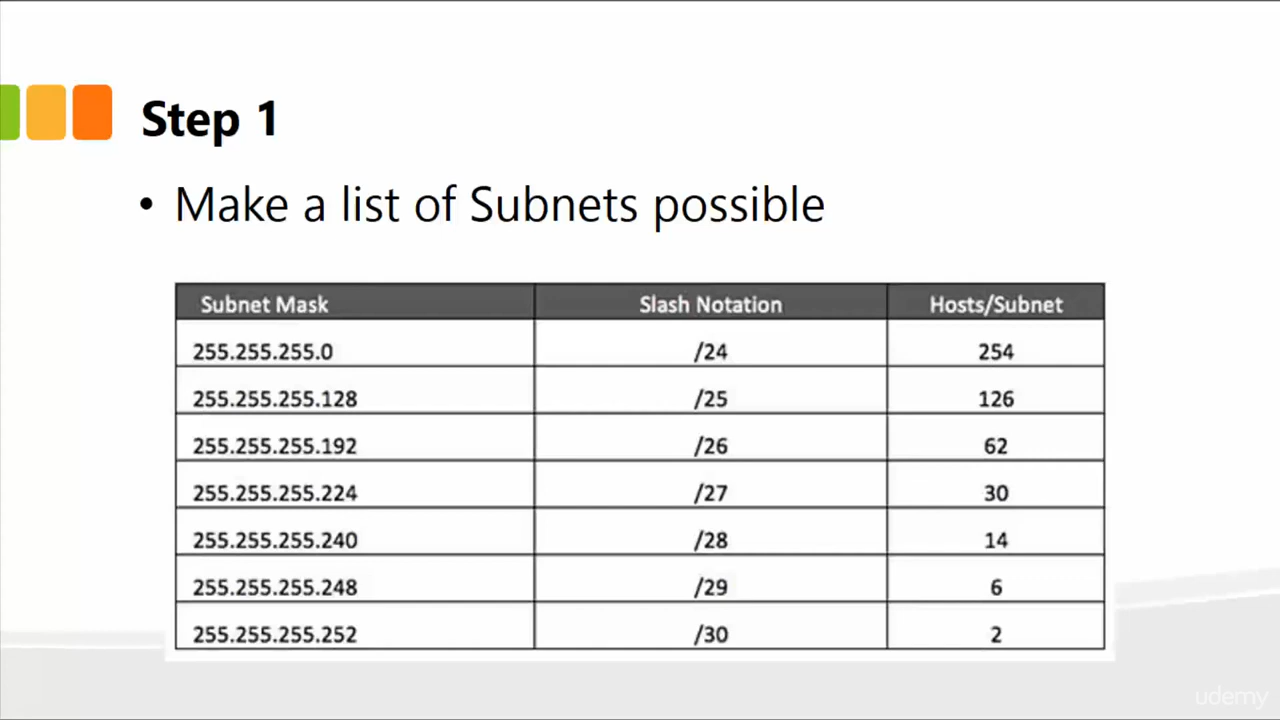 Step 1
• Make a list of Subnets possible
Subnet Mask Slash Notation Hosts/Subnet
255.255.255.0 /24 254
255.255.255.128 /25 126
255.255.255.192 /26 62
255.255.255.224 /27 30
255.255.255.240 /28 14
255.255.255.248 /29 6
255.255.255.252 /30 2
udemy